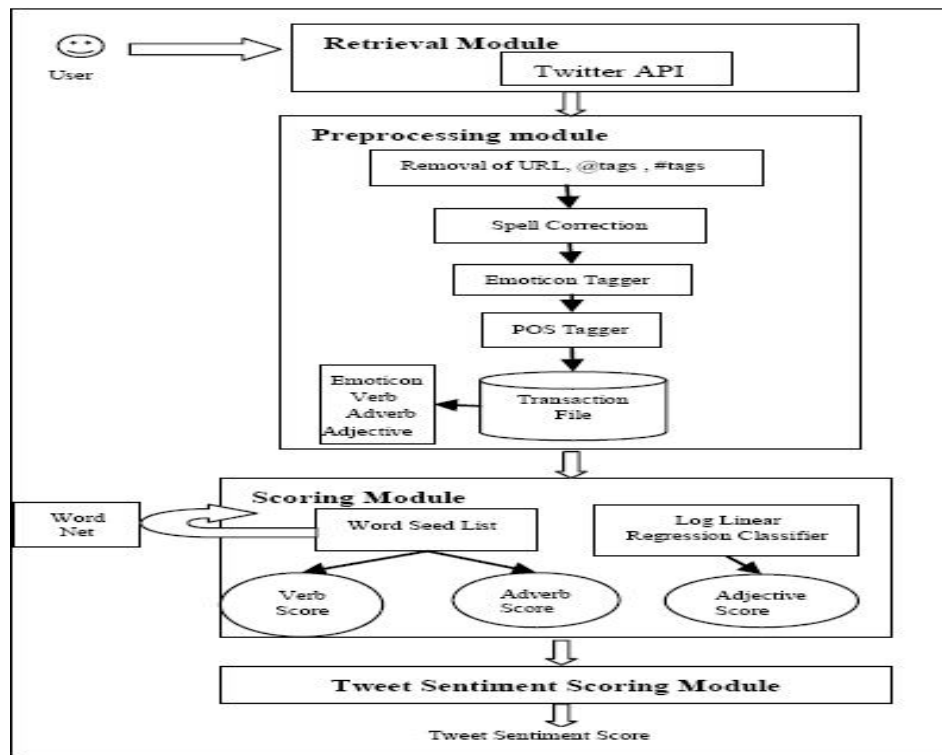 Retrieval Module
User
Twitter API
Preprocessing module
Removal of URL, @tags , #tags
Spell Correction
Emoticon Tagger
POS Tagger
Emoticon
Verb
Adverb
Adjective
Transaction
File
Scoring Module
Word
Net
Word Seed List
Log Linear
Regression Classifier
Verb
Score
Adverb
Score
Adjective
Score
Tweet Sentiment Scoring Module
Tweet Sentiment Score